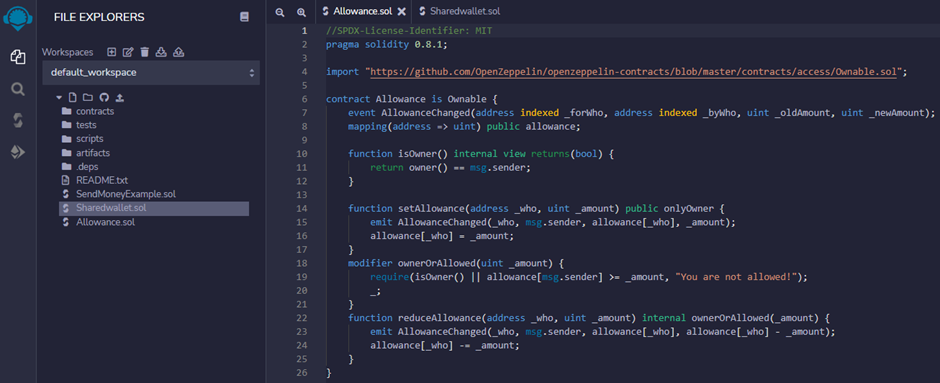 FILE EXPLORERS
Workspaces
default_workspace
contracts
tests
scripts
artifacts
.deps
README.txt
SendMoneyExample.sol
Sharedwallet.sol
Allowance.sol
Allowance.sol
Sharedwallet.sol
1 //SPDX-License-Identifier: MIT
2 pragma solidity 0.8.1;
3
4 import "https://github.com/OpenZeppelin/openzeppelin-contracts/blob/master/contracts/access/Ownable.sol";
5
6 contract Allowance is Ownable {
7 event AllowanceChanged(address indexed _forWho, address indexed _byWho, uint _oldAmount, uint _newAmount);
8 mapping(address => uint) public allowance;
9
10 function isOwner() internal view returns(bool) {
11 return owner() == msg.sender;
12 }
13
14 function setAllowance(address _who, uint _amount) public onlyOwner {
15 emit AllowanceChanged(_who, msg.sender, allowance[_who], _amount);
16 allowance[_who] = _amount;
17 }
18 modifier ownerOrAllowed(uint _amount) {
19 require(isOwner() || allowance[msg.sender] >= _amount, "You are not allowed!");
20 _;
21 }
22 function reduceAllowance(address _who, uint _amount) internal ownerOrAllowed(_amount) {
23 emit AllowanceChanged(_who, msg.sender, allowance[_who], allowance[_who] - _amount);
24 allowance[_who] -= _amount;
25 }
26 }